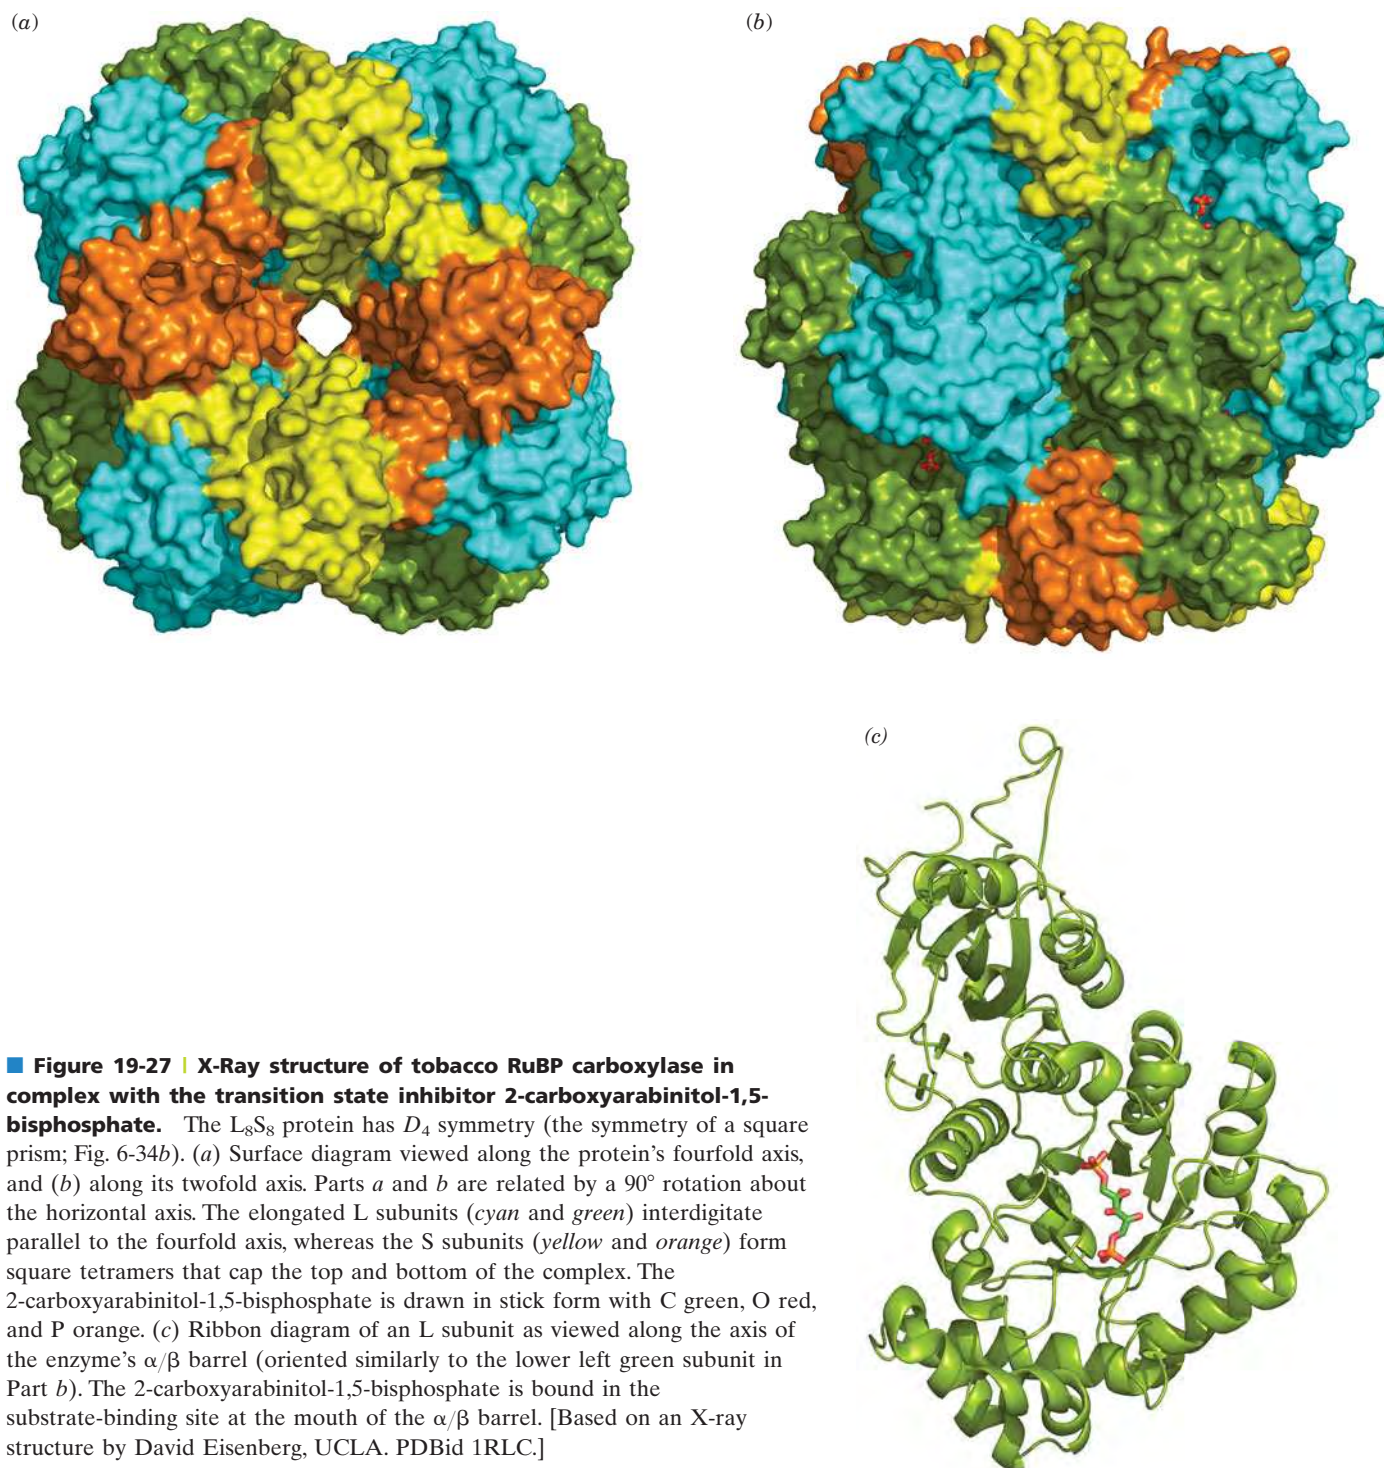 (a)
(b)
(c)
■ Figure 19-27 | X-Ray structure of tobacco RuBP carboxylase in
complex with the transition state inhibitor 2-carboxyarabinitol-1,5-
bisphosphate. The L₈S₈ protein has D₄ symmetry (the symmetry of a square
prism; Fig. 6-34b). (a) Surface diagram viewed along the protein's fourfold axis,
and (b) along its twofold axis. Parts a and b are related by a 90° rotation about
the horizontal axis. The elongated L subunits (cyan and green) interdigitate
parallel to the fourfold axis, whereas the S subunits (yellow and orange) form
square tetramers that cap the top and bottom of the complex. The
2-carboxyarabinitol-1,5-bisphosphate is drawn in stick form with C green, O red,
and P orange. (c) Ribbon diagram of an L subunit as viewed along the axis of
the enzyme's α/β barrel (oriented similarly to the lower left green subunit in
Part b). The 2-carboxyarabinitol-1,5-bisphosphate is bound in the
substrate-binding site at the mouth of the α/β barrel. [Based on an X-ray
structure by David Eisenberg, UCLA. PDBid 1RLC.]